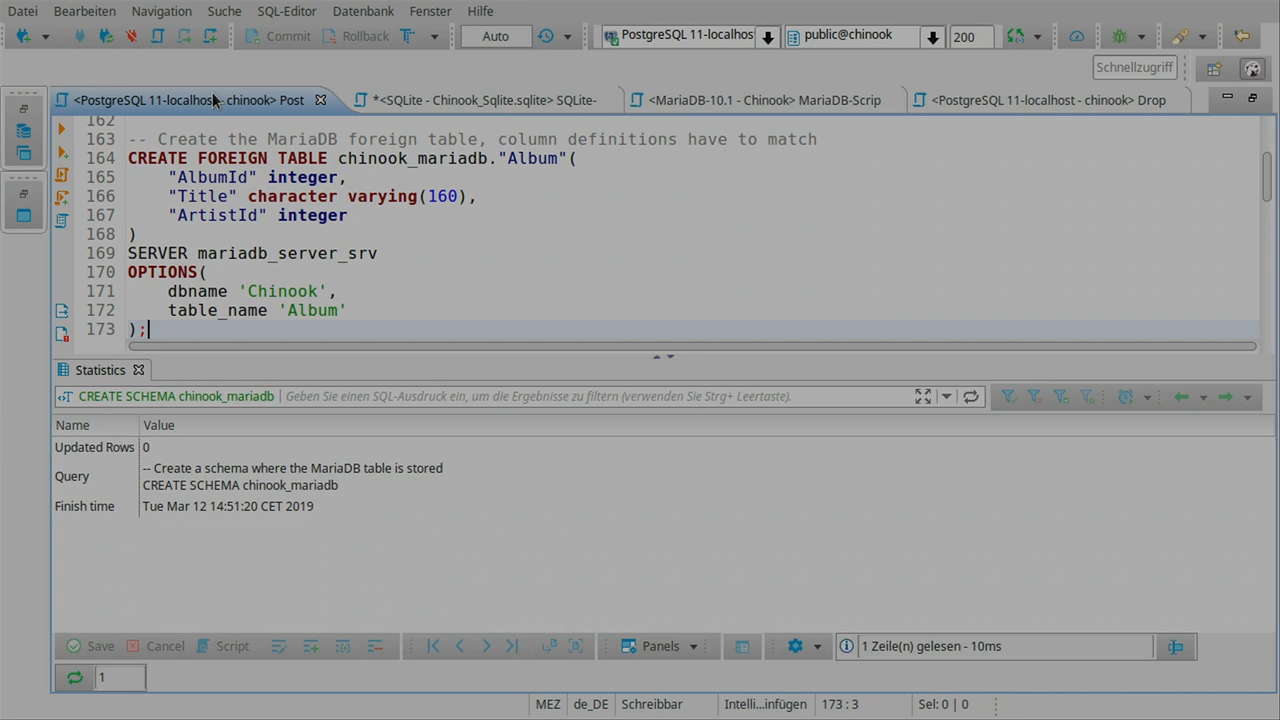 Datei Bearbeiten Navigation Suche SQL-Editor Datenbank Fenster Hilfe
Commit Rollback Auto PostgreSQL 11-localhost public@chinook 200
Schnellzugriff
<PostgreSQL 11-localhost - chinook> Post *<SQLite - Chinook_Sqlite.sqlite> SQLite- <MariaDB-10.1 - Chinook> MariaDB-Scrip <PostgreSQL 11-localhost - chinook> Drop
162
163 -- Create the MariaDB foreign table, column definitions have to match
164 CREATE FOREIGN TABLE chinook_mariadb."Album"(
165 "AlbumId" integer,
166 "Title" character varying(160),
167 "ArtistId" integer
168 )
169 SERVER mariadb_server_srv
170 OPTIONS(
171 dbname 'Chinook',
172 table_name 'Album'
173 );
Statistics
CREATE SCHEMA chinook_mariadb Geben Sie einen SQL-Ausdruck ein, um die Ergebnisse zu filtern (verwenden Sie Strg+ Leertaste).
Name Value
Updated Rows 0
Query -- Create a schema where the MariaDB table is stored
CREATE SCHEMA chinook_mariadb
Finish time Tue Mar 12 14:51:20 CET 2019
Save Cancel Script Panels 1 Zeile(n) gelesen - 10ms
1
MEZ de_DE Schreibbar Intelli...infügen 173 : 3 Sel: 0 | 0